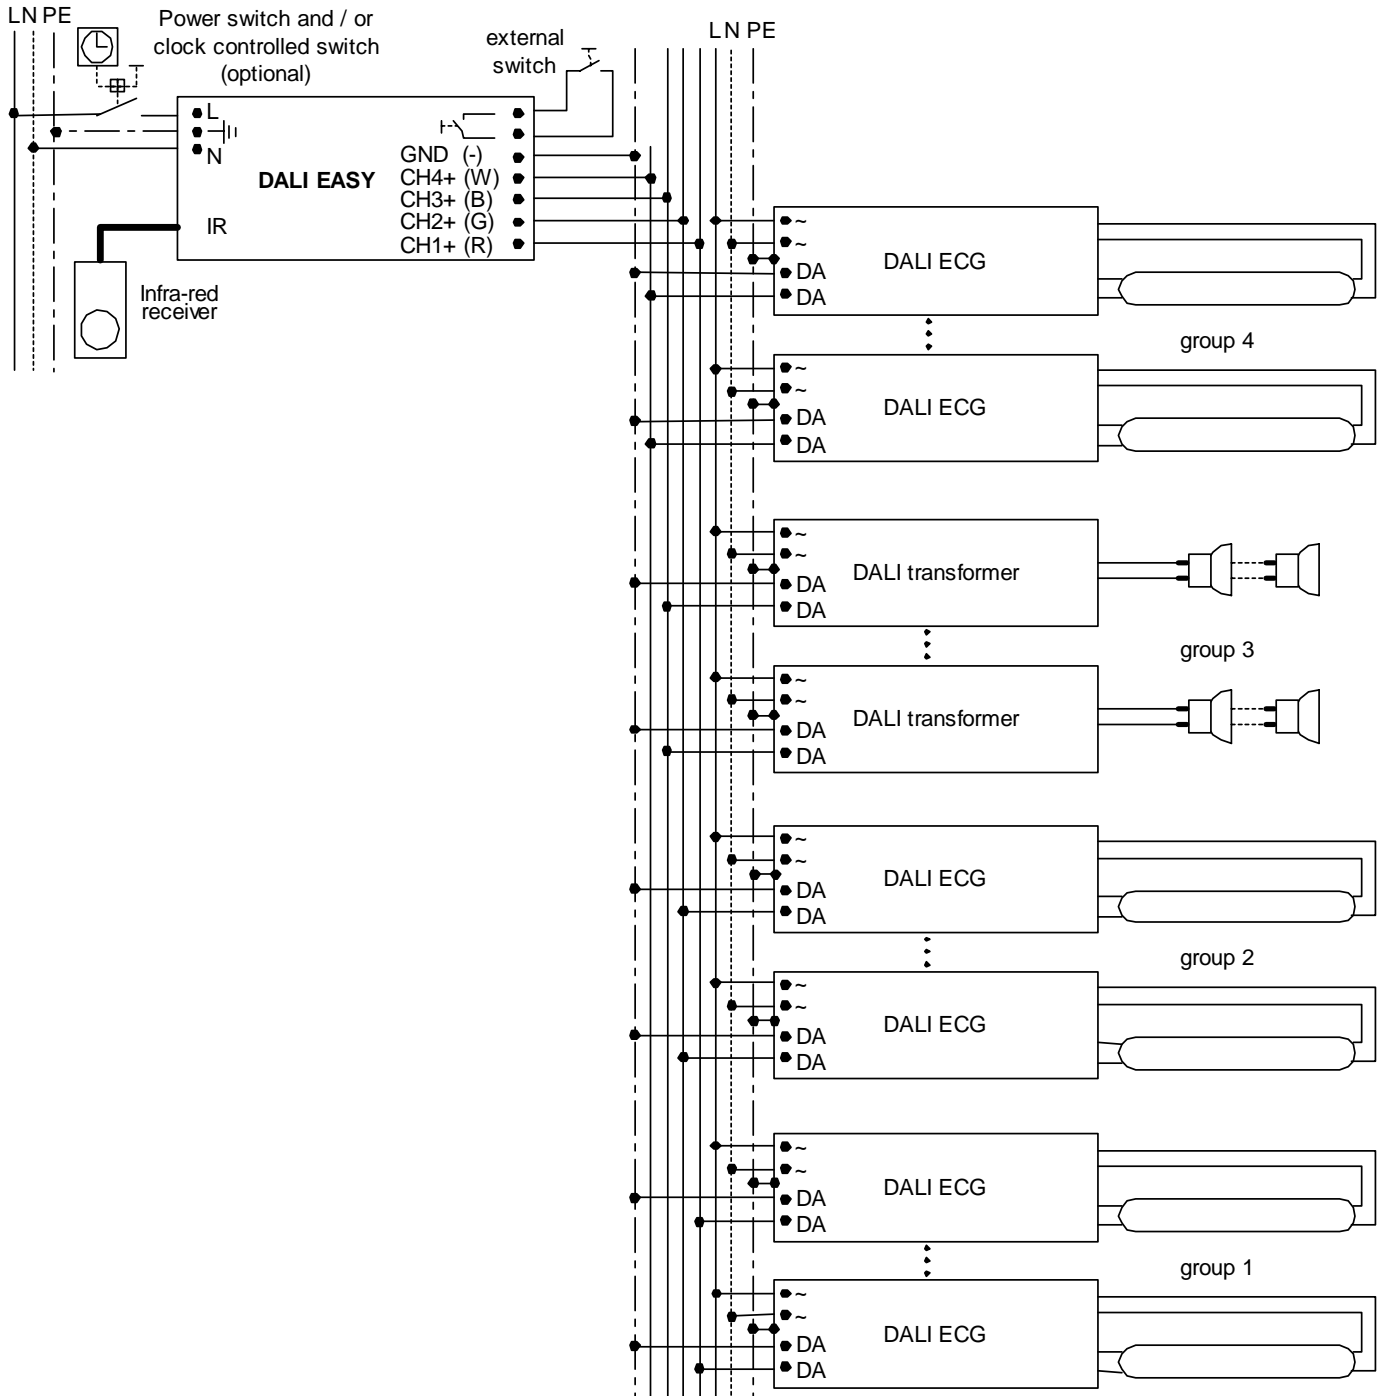 LN PE
Power switch and / or
clock controlled switch
(optional)
external
switch
L N PE
L
N
DALI EASY
IR
GND (-)
CH4+ (W)
CH3+ (B)
CH2+ (G)
CH1+ (R)
Infra-red
receiver
~
~
DA
DA
DALI ECG
group 4
~
~
DA
DA
DALI ECG
~
~
DA
DA
DALI transformer
group 3
~
~
DA
DA
DALI transformer
~
~
DA
DA
DALI ECG
group 2
~
~
DA
DA
DALI ECG
~
~
DA
DA
DALI ECG
group 1
~
~
DA
DA
DALI ECG